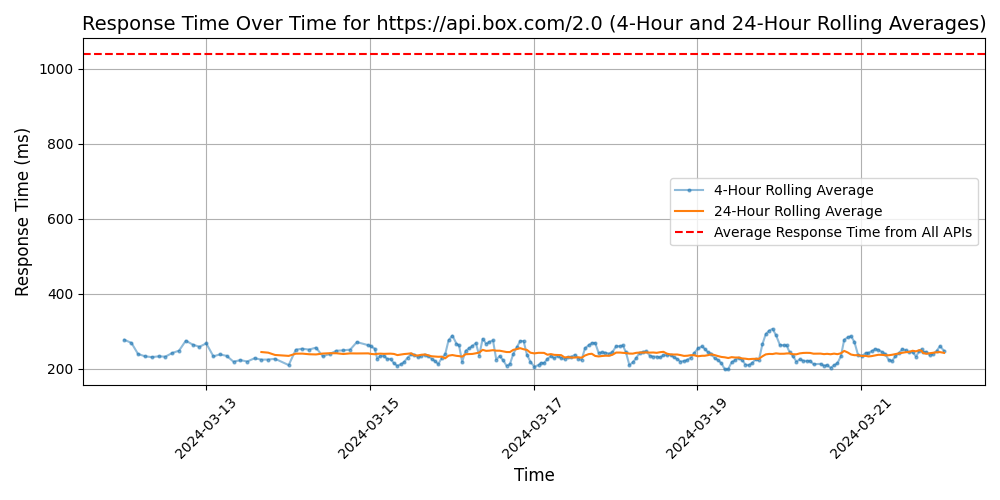 Response Time Over Time for https://api.box.com/2.0 (4-Hour and 24-Hour Rolling Averages)
Response Time (ms)
1000
800
600
400
200
4-Hour Rolling Average
24-Hour Rolling Average
Average Response Time from All APIs
2024-03-13
2024-03-15
2024-03-17
2024-03-19
2024-03-21
Time